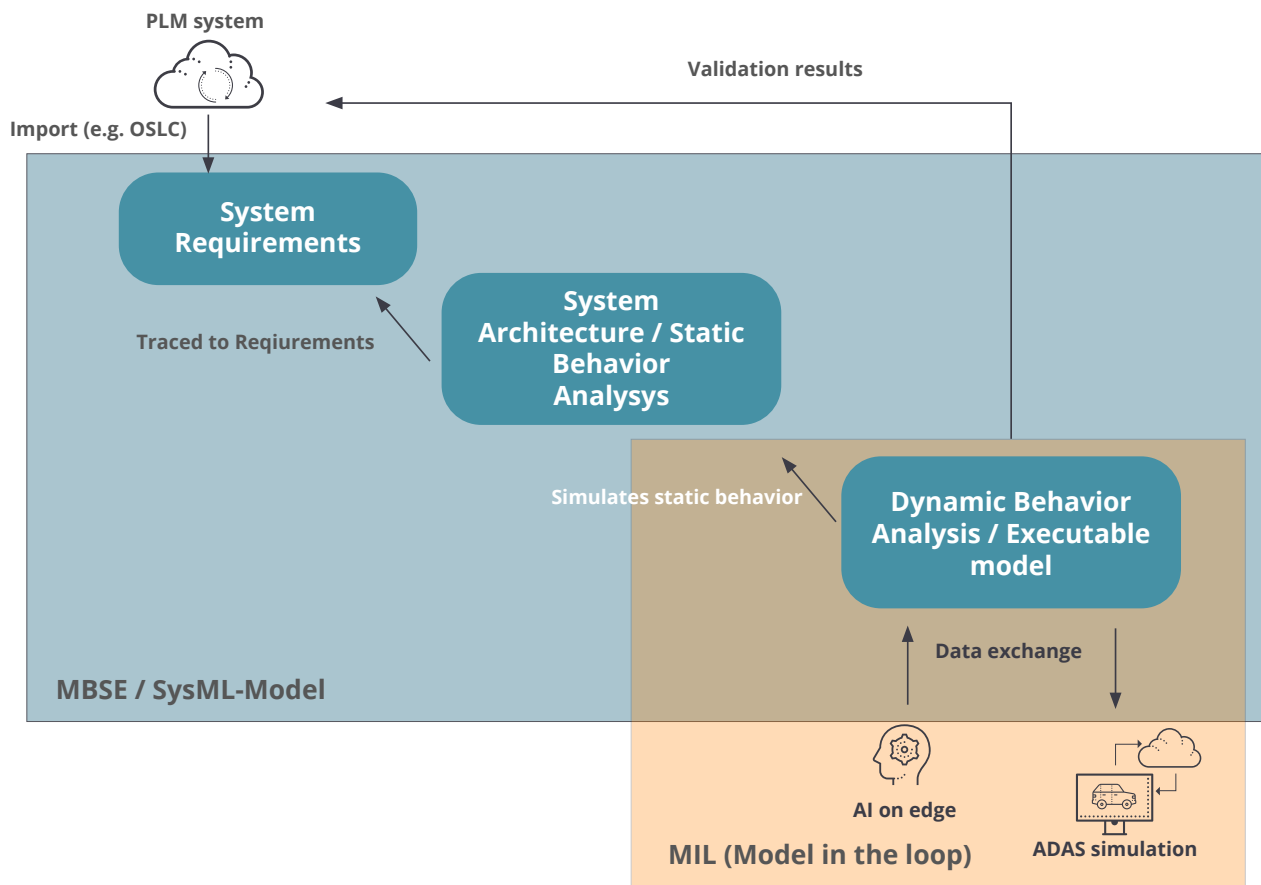 PLM system
Validation results
Import (e.g. OSLC)
System
Requirements
System
Architecture / Static
Behavior
Analysys
Traced to Reqiurements
Simulates static behavior
Dynamic Behavior
Analysis / Executable
model
Data exchange
MBSE / SysML-Model
AI on edge
ADAS simulation
MIL (Model in the loop)